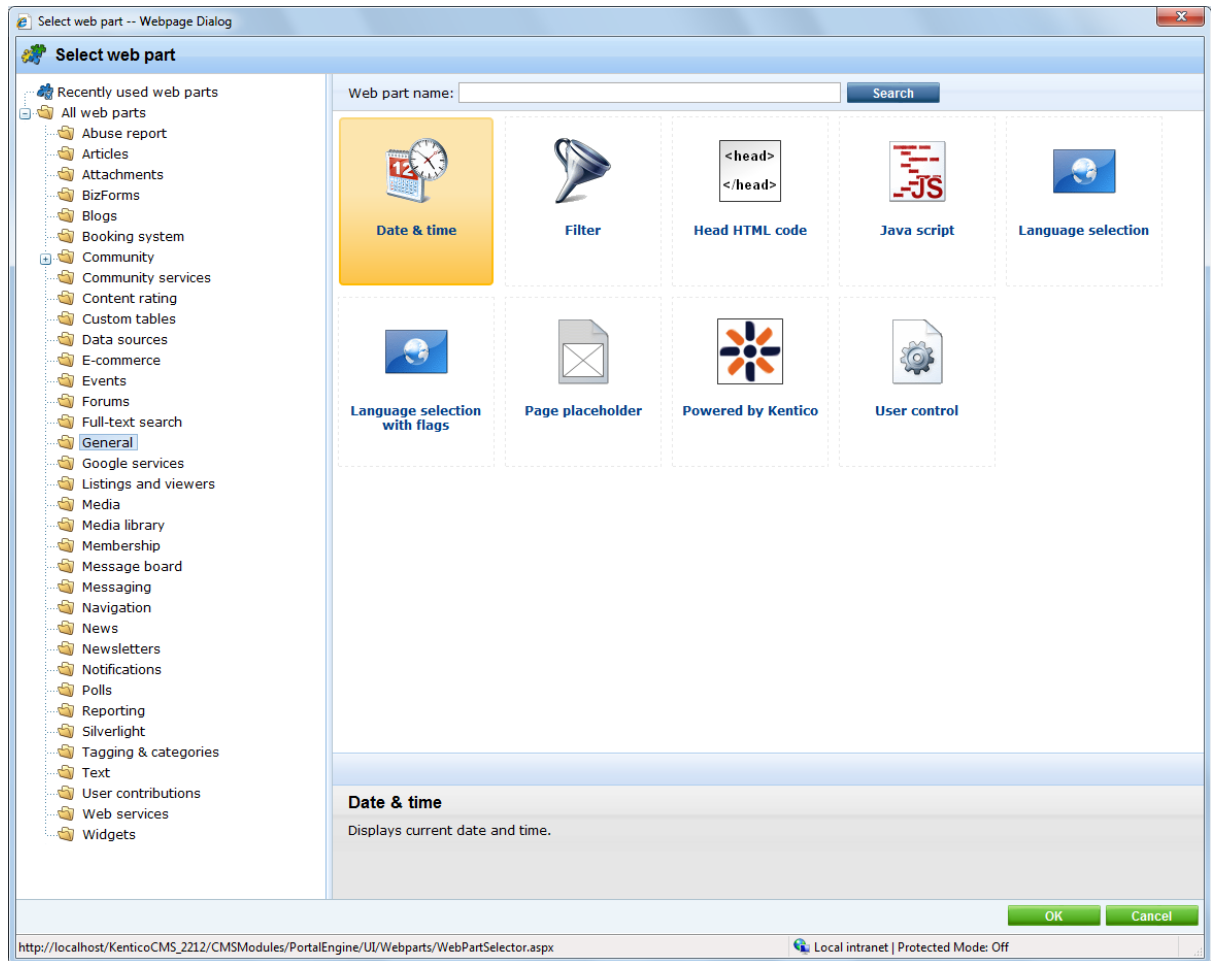 Select web part -- Webpage Dialog
Select web part
Recently used web parts
All web parts
Abuse report
Articles
Attachments
BizForms
Blogs
Booking system
Community
Community services
Content rating
Custom tables
Data sources
E-commerce
Events
Forums
Full-text search
General
Google services
Listings and viewers
Media
Media library
Membership
Message board
Messaging
Navigation
News
Newsletters
Notifications
Polls
Reporting
Silverlight
Tagging & categories
Text
User contributions
Web services
Widgets
Web part name:
Search
12
<head>
</head>
JS
Date & time
Filter
Head HTML code
Java script
Language selection
Language selection
with flags
Page placeholder
Powered by Kentico
User control
Date & time
Displays current date and time.
OK
Cancel
http://localhost/KenticoCMS_2212/CMSModules/PortalEngine/UI/Webparts/WebPartSelector.aspx
Local intranet | Protected Mode: Off